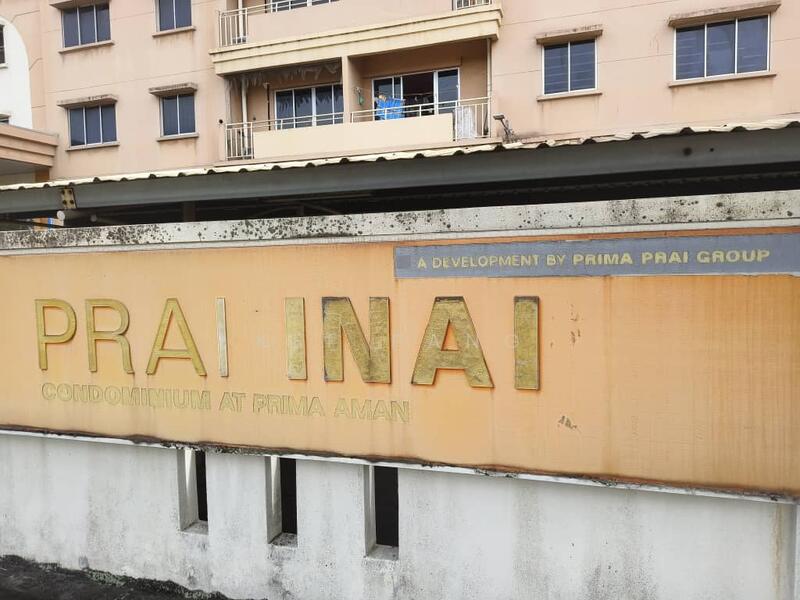 A DEVELOPMENT BY PRIMA PRAI GROUP
PRAI INAI
CONDOMINIUM AT PRIMA AMAN